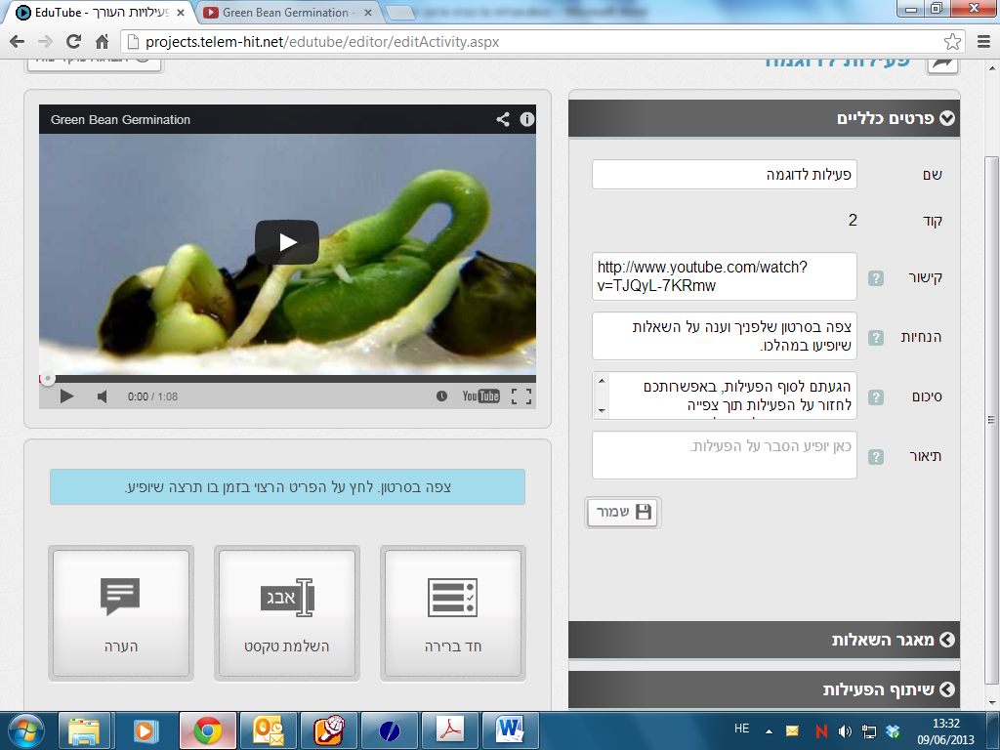 EduTube - פעילויות העורך
Green Bean Germination -
projects.telem-hit.net/edutube/editor/editActivity.aspx
פעילות לדוגמה
Green Bean Germination
0:00 / 1:08
YouTube
פרטים כלליים
שם
פעילות לדוגמה
קוד
2
קישור
?
http://www.youtube.com/watch?
v=TJQyL-7KRmw
הנחיות
?
צפה בסרטון שלפניך וענה על השאלות
שיופיעו במהלכו.
סיכום
?
הגעתם לסוף הפעילות, באפשרותכם
לחזור על הפעילות תוך צפייה
תיאור
?
כאן יופיע הסבר על הפעילות.
שמור
מאגר השאלות
שיתוף הפעילות
צפה בסרטון. לחץ על הפריט הרצוי בזמן בו תרצה שיופיע.
חד ברירה
אבג
השלמת טקסט
הערה
HE
13:32
09/06/2013